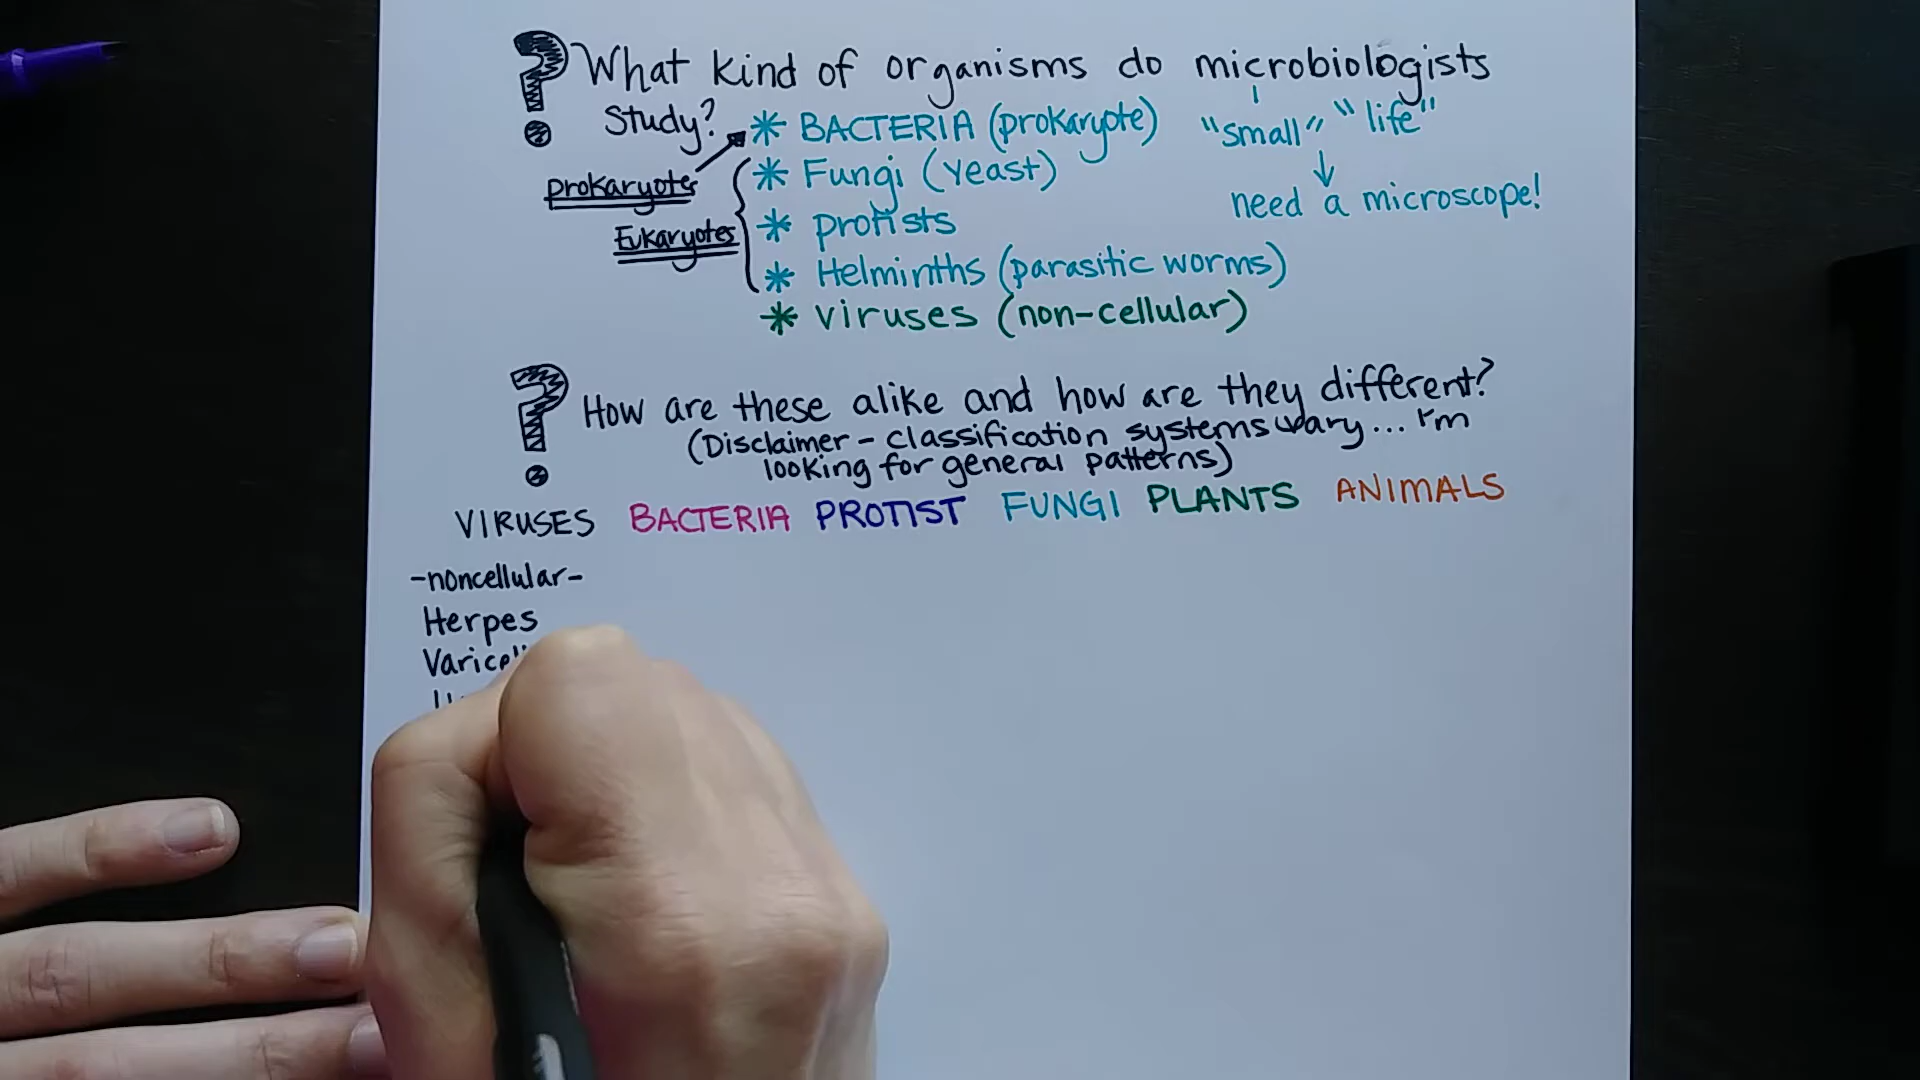 ? What kind of organisms do microbiologists
Study? * BACTERIA (prokaryote) "small" "life"
prokaryotes * Fungi (yeast) need a microscope!
Eukaryotes * protists
* Helminths (parasitic worms)
* Viruses (non-cellular)
? How are these alike and how are they different?
(Disclaimer - classification systems vary... I'm
looking for general patterns)
VIRUSES BACTERIA PROTIST FUNGI PLANTS ANIMALS
-noncellular-
Herpes